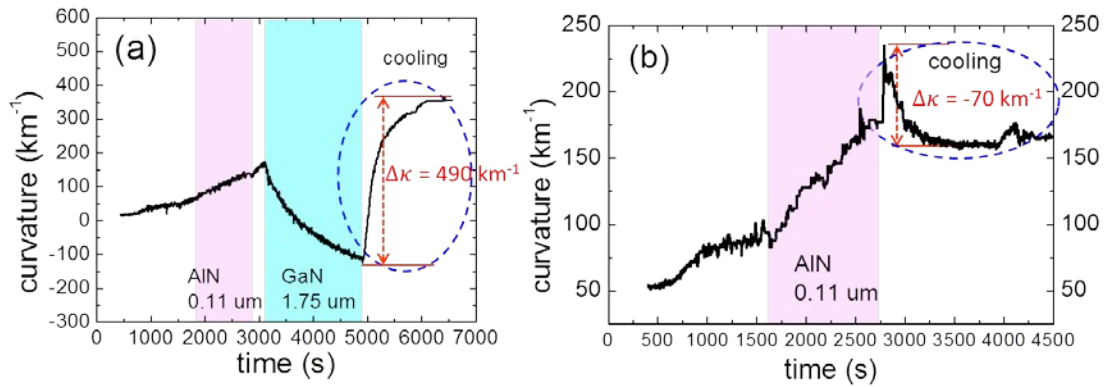 (a)
cooling
Δκ = 490 km⁻¹
AlN
0.11 um
GaN
1.75 um
curvature (km⁻¹)
600
500
400
300
200
100
0
-100
-200
-300
0 1000 2000 3000 4000 5000 6000 7000
time (s)
(b)
cooling
Δκ = -70 km⁻¹
AlN
0.11 um
curvature (km⁻¹)
250
200
150
100
50
250
200
150
100
50
0 500 1000 1500 2000 2500 3000 3500 4000 4500
time (s)